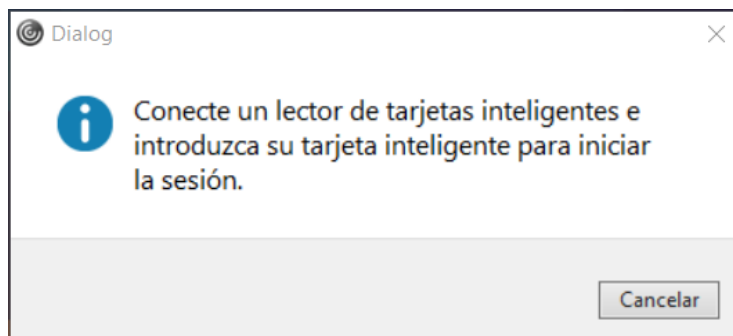 Dialog
Conecte un lector de tarjetas inteligentes e
introduzca su tarjeta inteligente para iniciar
la sesión.
Cancelar